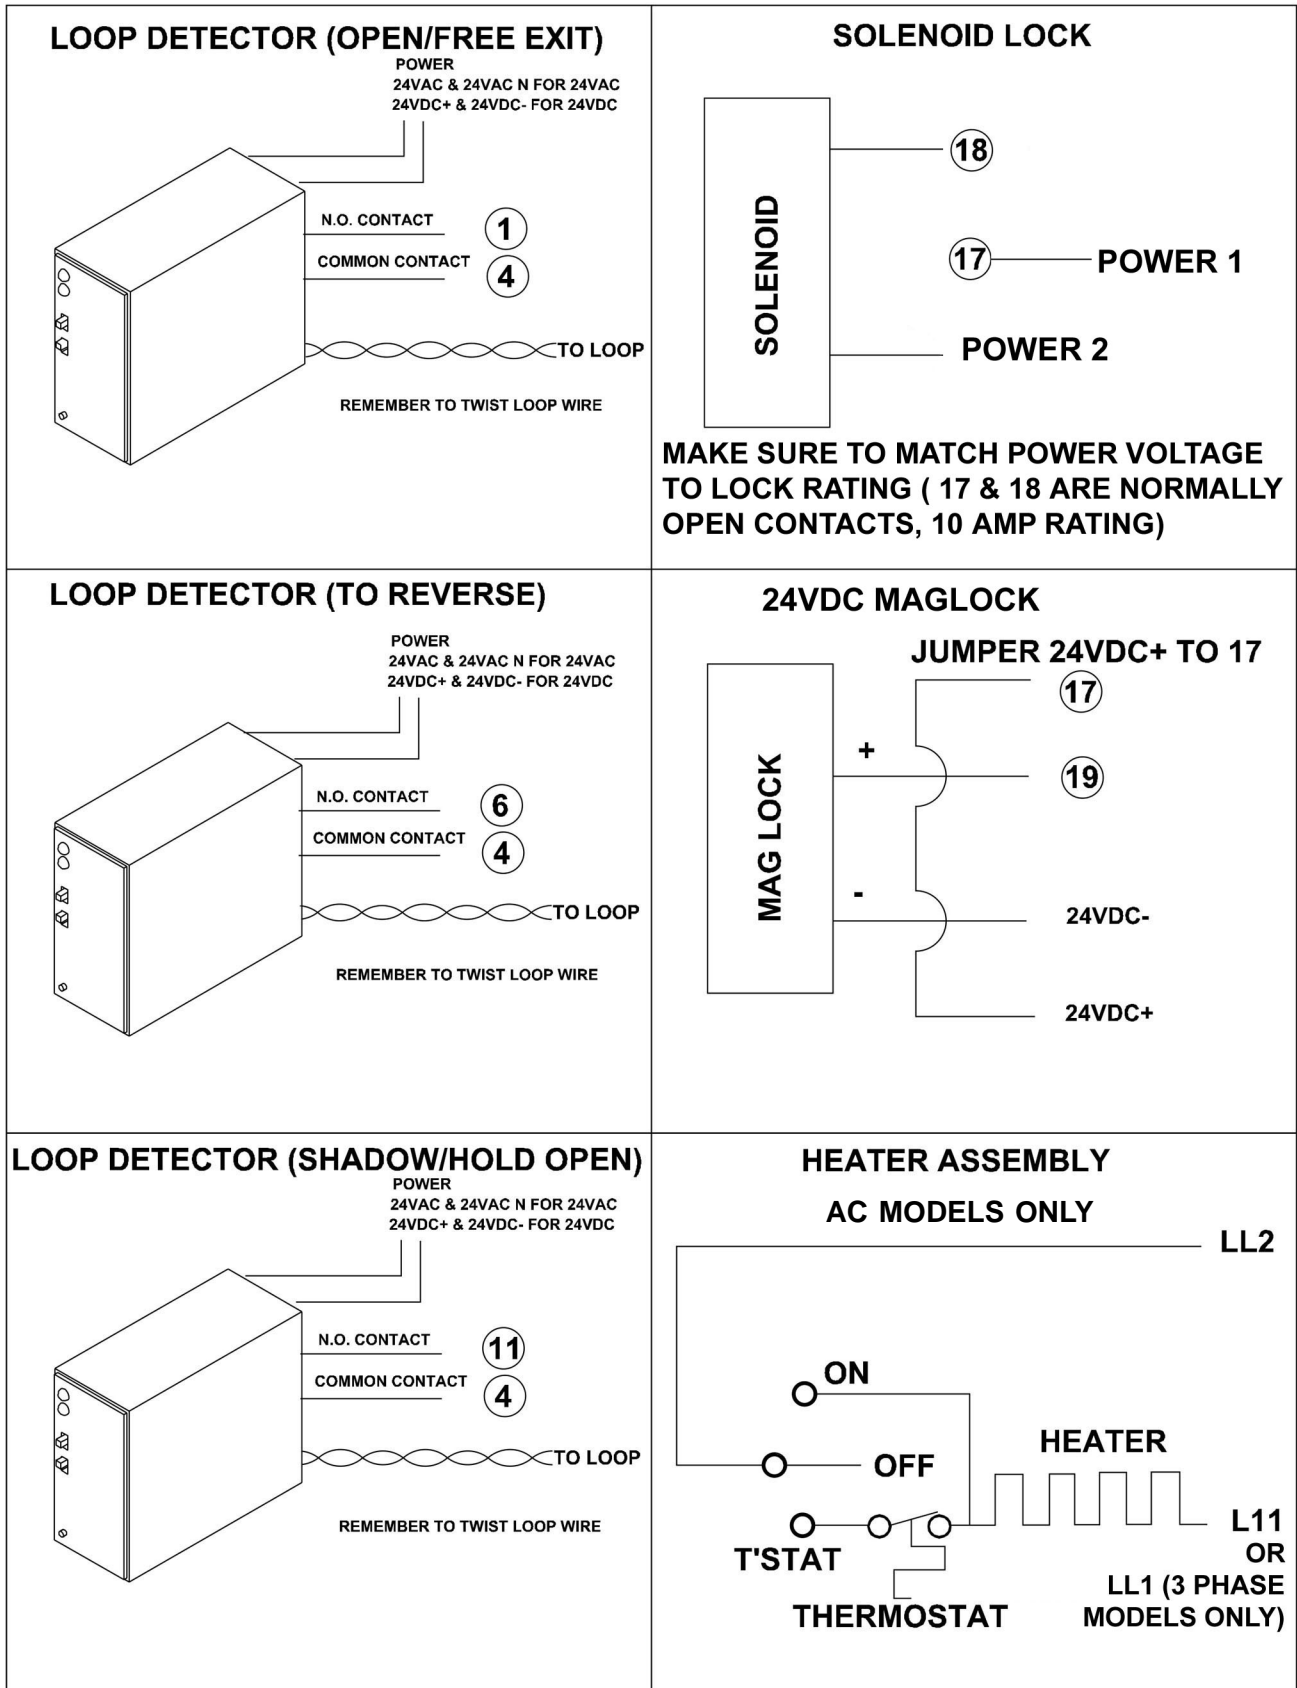 LOOP DETECTOR (OPEN/FREE EXIT)
POWER
24VAC & 24VAC N FOR 24VAC
24VDC+ & 24VDC- FOR 24VDC
N.O. CONTACT
1
COMMON CONTACT
4
TO LOOP
REMEMBER TO TWIST LOOP WIRE
SOLENOID LOCK
SOLENOID
18
17
POWER 1
POWER 2
MAKE SURE TO MATCH POWER VOLTAGE
TO LOCK RATING ( 17 & 18 ARE NORMALLY
OPEN CONTACTS, 10 AMP RATING)
LOOP DETECTOR (TO REVERSE)
POWER
24VAC & 24VAC N FOR 24VAC
24VDC+ & 24VDC- FOR 24VDC
N.O. CONTACT
6
COMMON CONTACT
4
TO LOOP
REMEMBER TO TWIST LOOP WIRE
24VDC MAGLOCK
JUMPER 24VDC+ TO 17
17
MAG LOCK
+
19
-
24VDC-
24VDC+
LOOP DETECTOR (SHADOW/HOLD OPEN)
POWER
24VAC & 24VAC N FOR 24VAC
24VDC+ & 24VDC- FOR 24VDC
N.O. CONTACT
11
COMMON CONTACT
4
TO LOOP
REMEMBER TO TWIST LOOP WIRE
HEATER ASSEMBLY
AC MODELS ONLY
LL2
ON
OFF
HEATER
T'STAT
THERMOSTAT
L11
OR
LL1 (3 PHASE
MODELS ONLY)